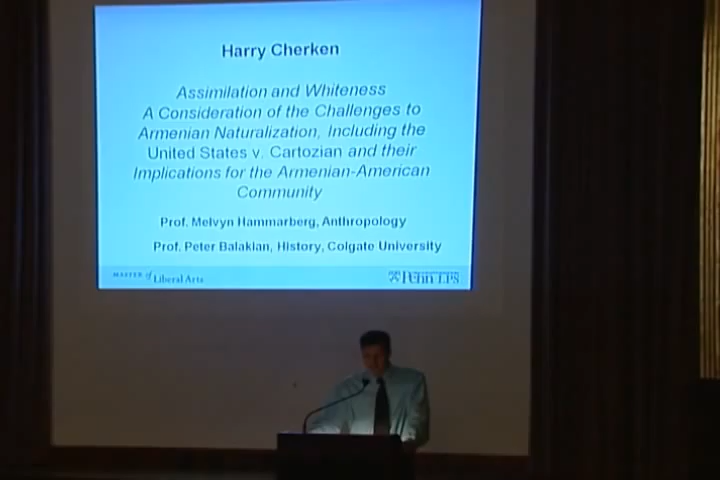 Harry Cherken
Assimilation and Whiteness
A Consideration of the Challenges to
Armenian Naturalization, Including the
United States v. Cartozian and their
Implications for the Armenian-American
Community
Prof. Melvyn Hammarberg, Anthropology
Prof. Peter Balakian, History, Colgate University
MASTER of Liberal Arts
Penn LPS